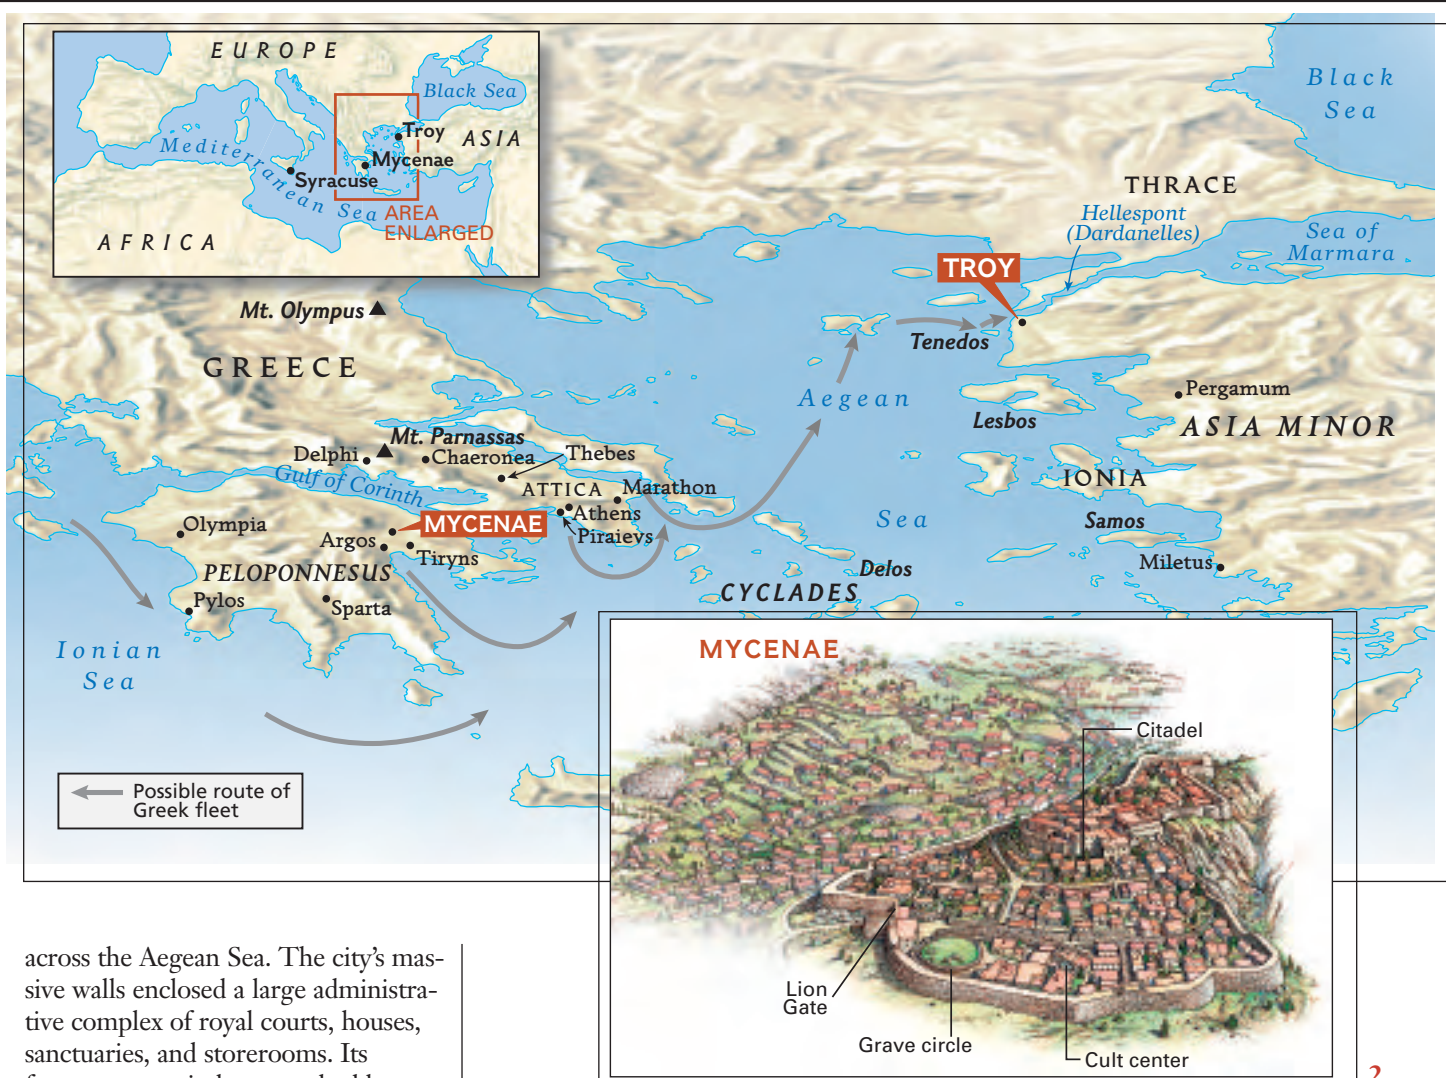 EUROPE
Black Sea
Troy
ASIA
Mycenae
Mediterranean Sea
Syracuse
AREA
ENLARGED
AFRICA
Black
Sea
THRACE
Hellespont
(Dardanelles)
Sea of
Marmara
TROY
Mt. Olympus
Tenedos
GREECE
Aegean
Sea
Pergamum
Lesbos
ASIA MINOR
Mt. Parnassas
Delphi
Chaeronea
Thebes
Gulf of Corinth
ATTICA
Marathon
IONIA
Athens
Piraievs
Olympia
MYCENAE
Argos
Tiryns
Samos
Miletus
PELOPONNESUS
Delos
CYCLADES
Pylos
Sparta
Ionian
Sea
Possible route of
Greek fleet
MYCENAE
Citadel
Lion
Gate
Grave circle
Cult center
across the Aegean Sea. The city's mas-
sive walls enclosed a large administra-
tive complex of royal courts, houses,
sanctuaries, and storerooms. Its